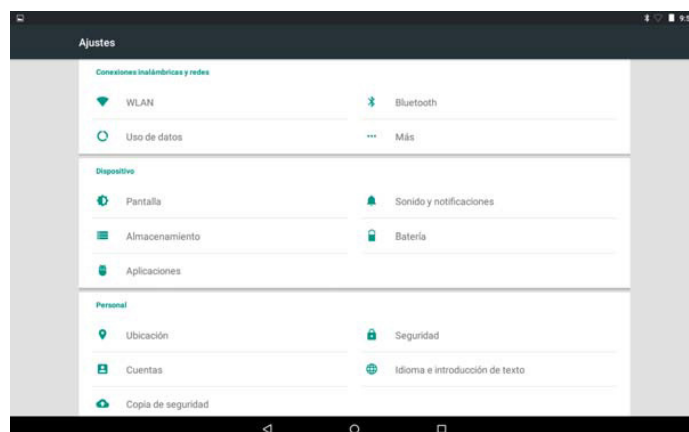 Ajustes
Conexiones inalámbricas y redes
WLAN
Bluetooth
Uso de datos
Más
Dispositivo
Pantalla
Sonido y notificaciones
Almacenamiento
Batería
Aplicaciones
Personal
Ubicación
Seguridad
Cuentas
Idioma e introducción de texto
Copia de seguridad